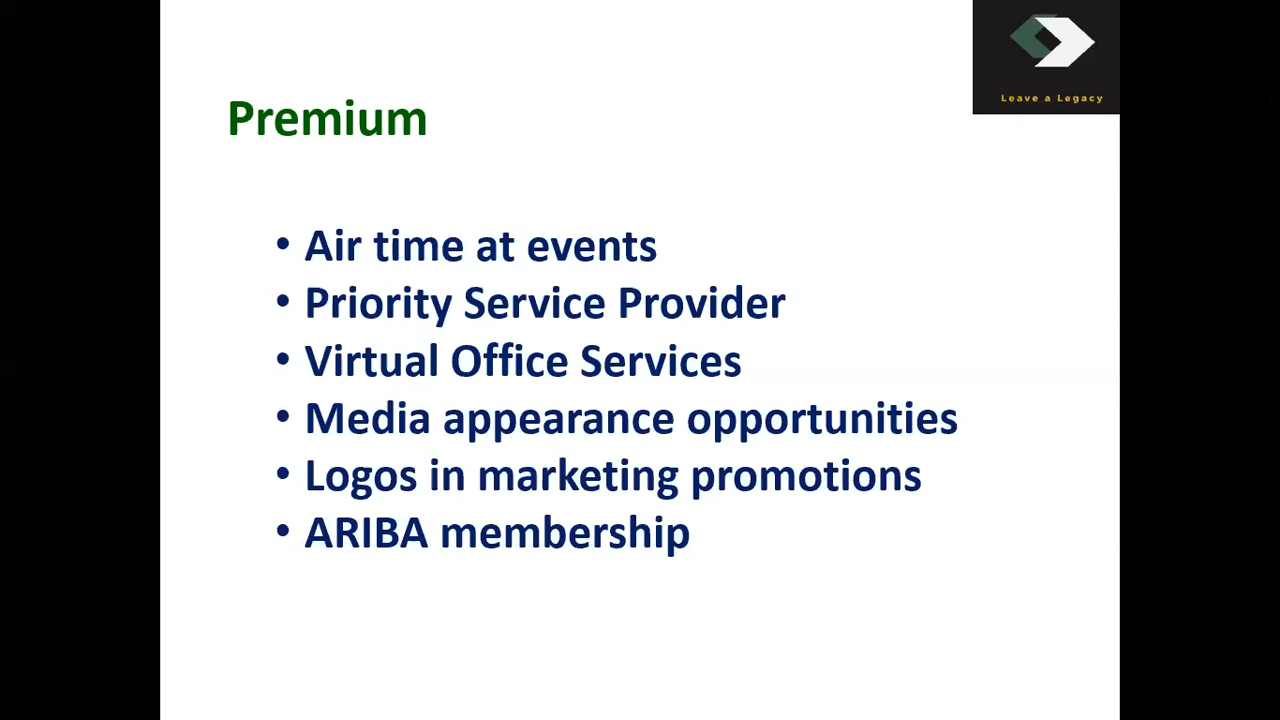 Leave a Legacy
Premium
• Air time at events
• Priority Service Provider
• Virtual Office Services
• Media appearance opportunities
• Logos in marketing promotions
• ARIBA membership